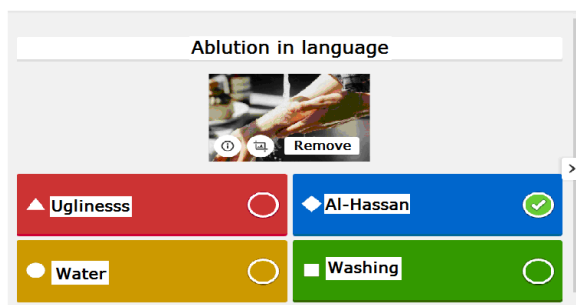 Ablution in language
Remove
Uglinesss
Al-Hassan
Water
Washing